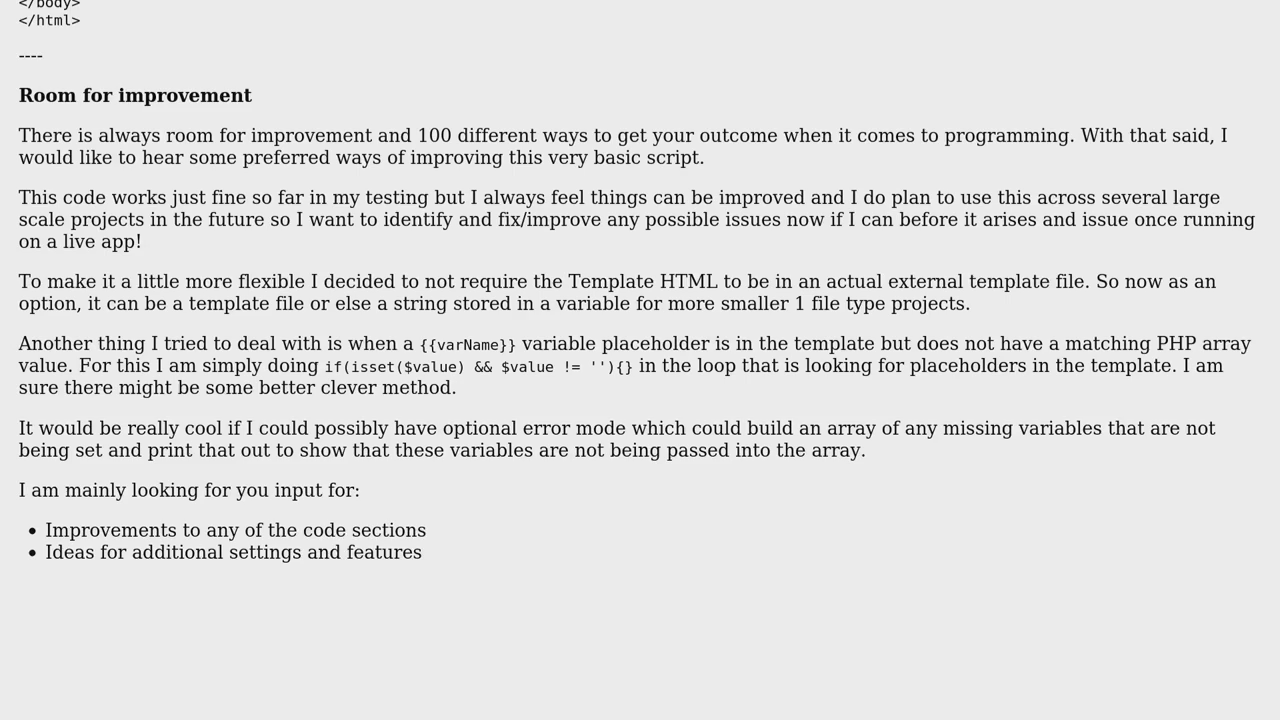 </body>
</html>
----
Room for improvement
There is always room for improvement and 100 different ways to get your outcome when it comes to programming. With that said, I
would like to hear some preferred ways of improving this very basic script.
This code works just fine so far in my testing but I always feel things can be improved and I do plan to use this across several large
scale projects in the future so I want to identify and fix/improve any possible issues now if I can before it arises and issue once running
on a live app!
To make it a little more flexible I decided to not require the Template HTML to be in an actual external template file. So now as an
option, it can be a template file or else a string stored in a variable for more smaller 1 file type projects.
Another thing I tried to deal with is when a {{varName}} variable placeholder is in the template but does not have a matching PHP array
value. For this I am simply doing if(isset($value) && $value != ''){} in the loop that is looking for placeholders in the template. I am
sure there might be some better clever method.
It would be really cool if I could possibly have optional error mode which could build an array of any missing variables that are not
being set and print that out to show that these variables are not being passed into the array.
I am mainly looking for you input for:
• Improvements to any of the code sections
• Ideas for additional settings and features